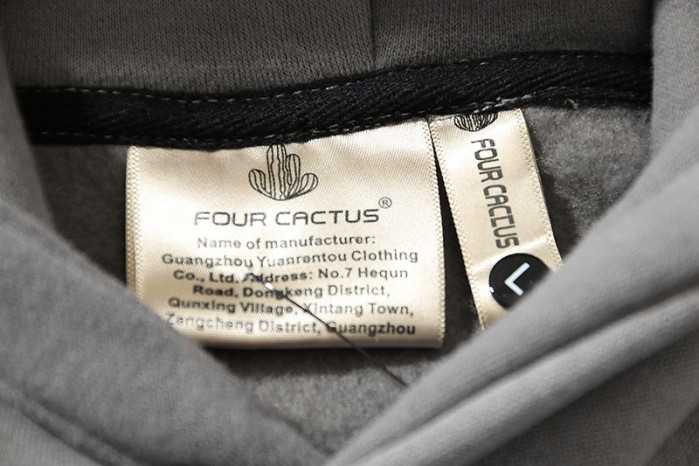 FOUR CACTUS®
Name of manufacturer:
Guangzhou Yuanrentou Clothing
Co., Ltd. Address: No.7 Hequn
Road, Dongkeng District,
Qunxing Village, Xintang Town,
Zengcheng District, Guangzhou
FOUR CACTUS
L